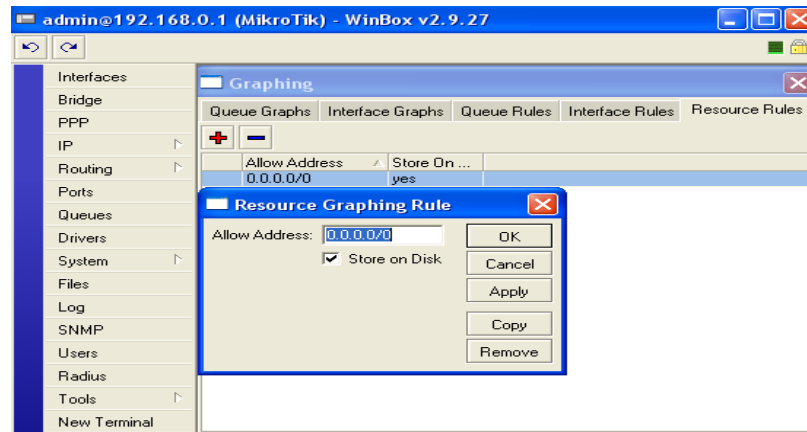 admin@192.168.0.1 (MikroTik) - WinBox v2.9.27
Interfaces
Bridge
PPP
IP
Routing
Ports
Queues
Drivers
System
Files
Log
SNMP
Users
Radius
Tools
New Terminal
Graphing
Queue Graphs Interface Graphs Queue Rules Interface Rules Resource Rules
Allow Address Store On ...
0.0.0.0/0 yes
Resource Graphing Rule
Allow Address: 0.0.0.0/0 OK
Store on Disk Cancel
Apply
Copy
Remove